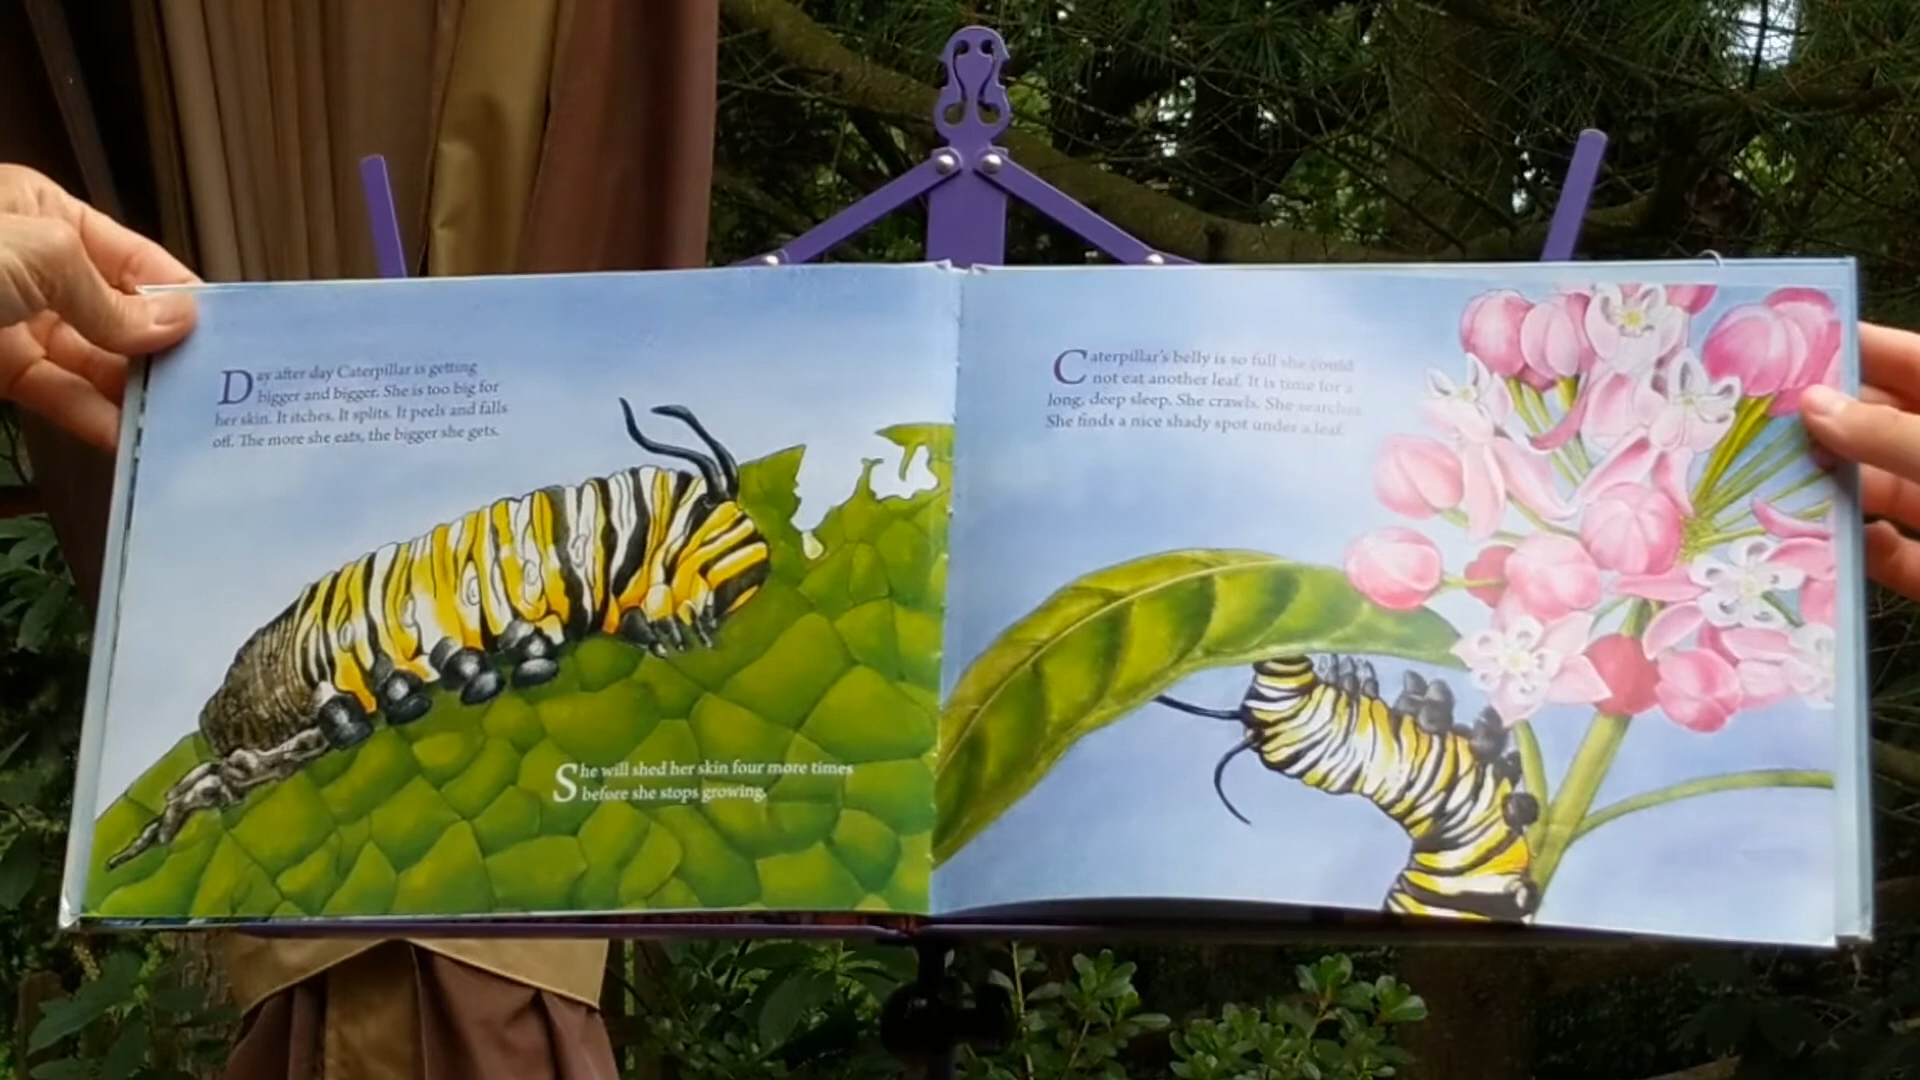 Day after day Caterpillar is getting
bigger and bigger. She is too big for
her skin. It itches. It splits. It peels and falls
off. The more she eats, the bigger she gets.
She will shed her skin four more times
before she stops growing.
Caterpillar's belly is so full she could
not eat another leaf. It is time for a
long, deep sleep. She crawls. She searches.
She finds a nice shady spot under a leaf.